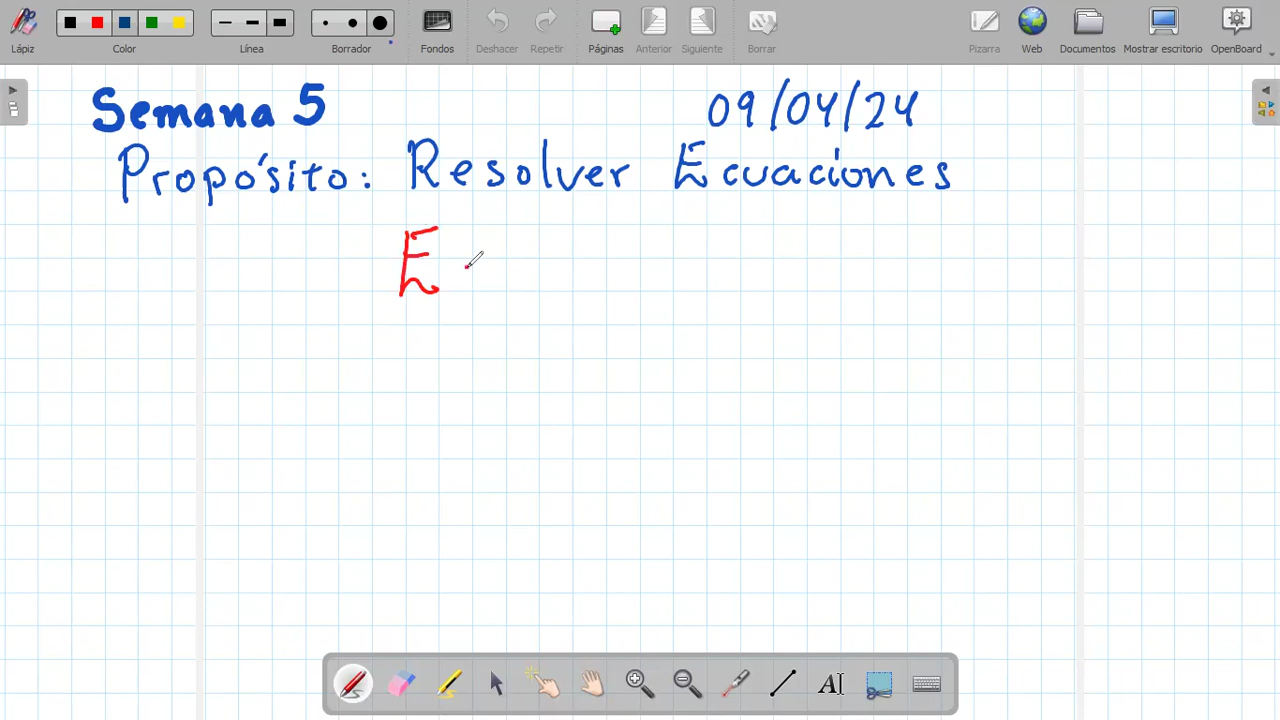 Lápiz Color Línea Borrador Fondos Deshacer Repetir Páginas Anterior Siguiente Borrar Pizarra Web Documentos Mostrar escritorio OpenBoard
Semana 5 09/04/24
Propósito: Resolver Ecuaciones
E
AI